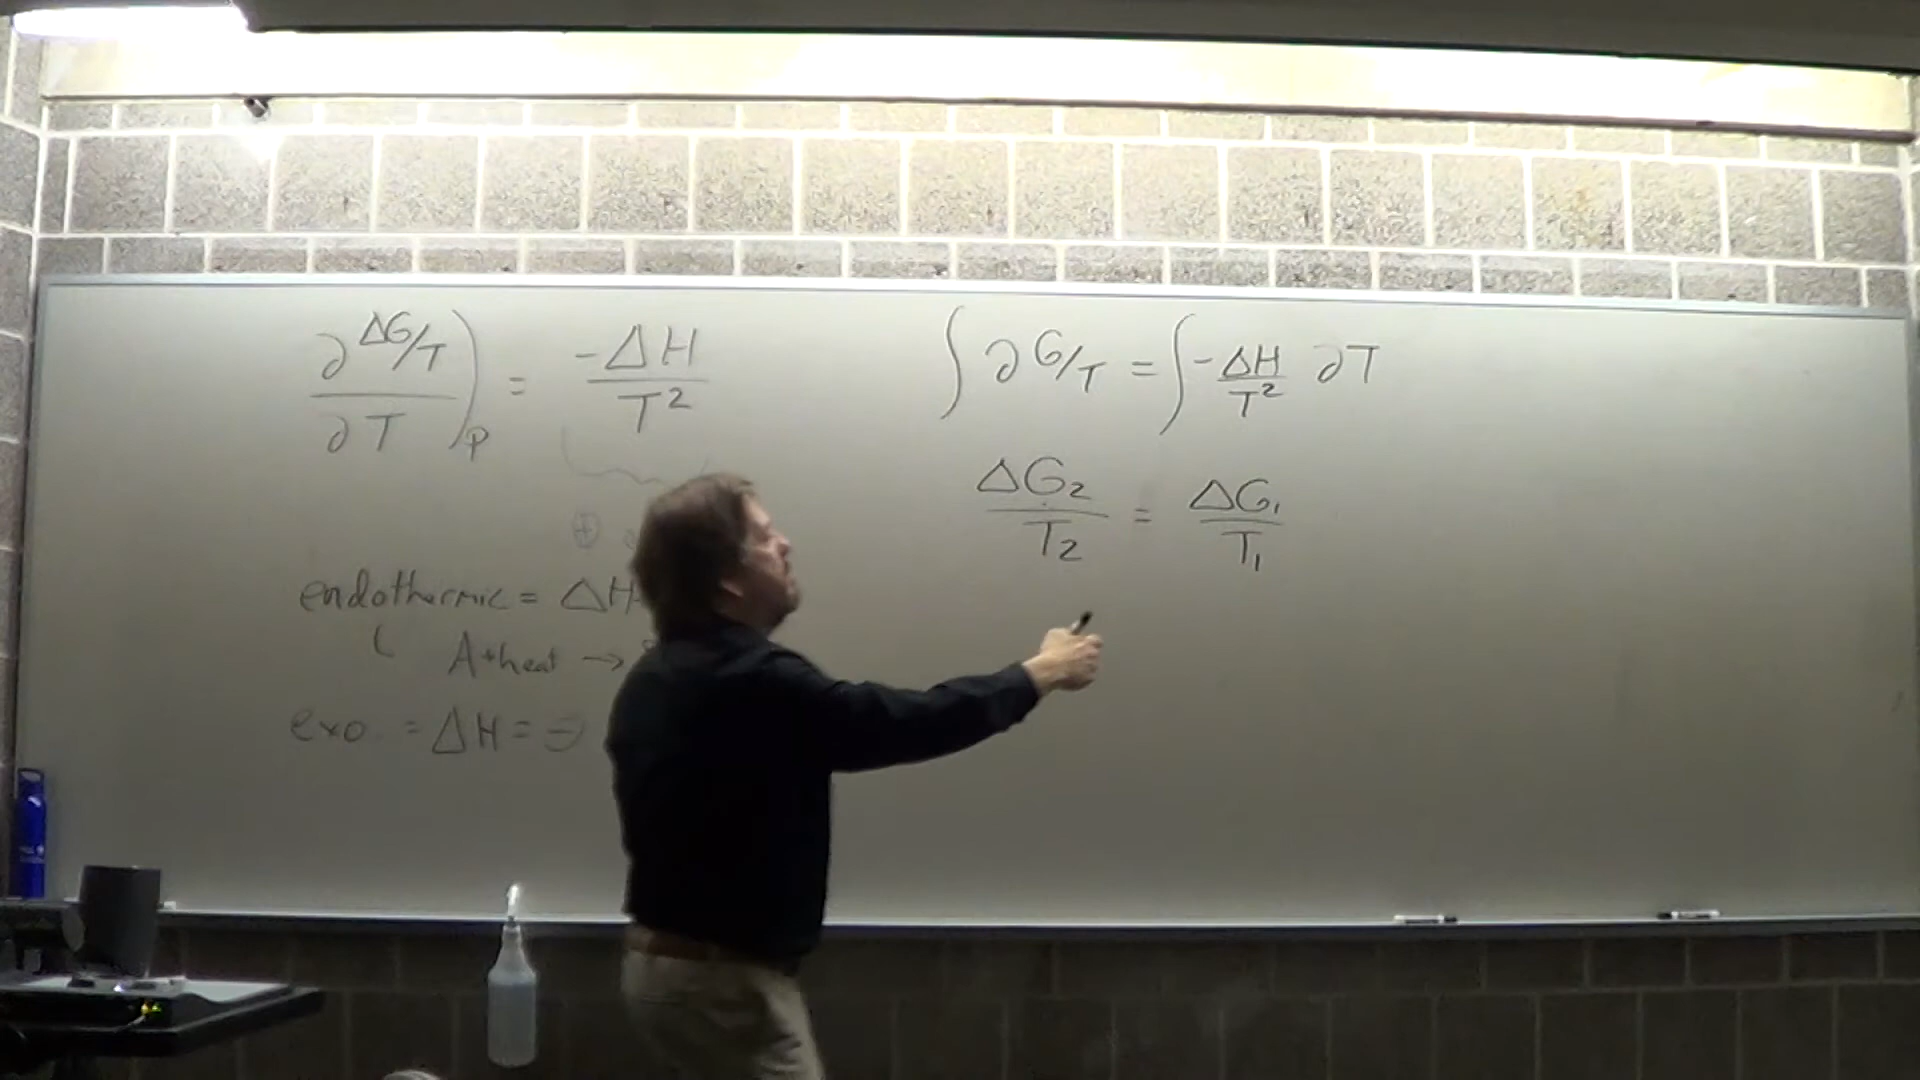 ∂ ΔG/T / ∂T )p = -ΔH / T²
⊕
endothermic = ΔH
A + heat →
exo. = ΔH = ⊖
∫ ∂ G/T = ∫ - ΔH / T² ∂T
ΔG₂ / T₂ = ΔG₁ / T₁